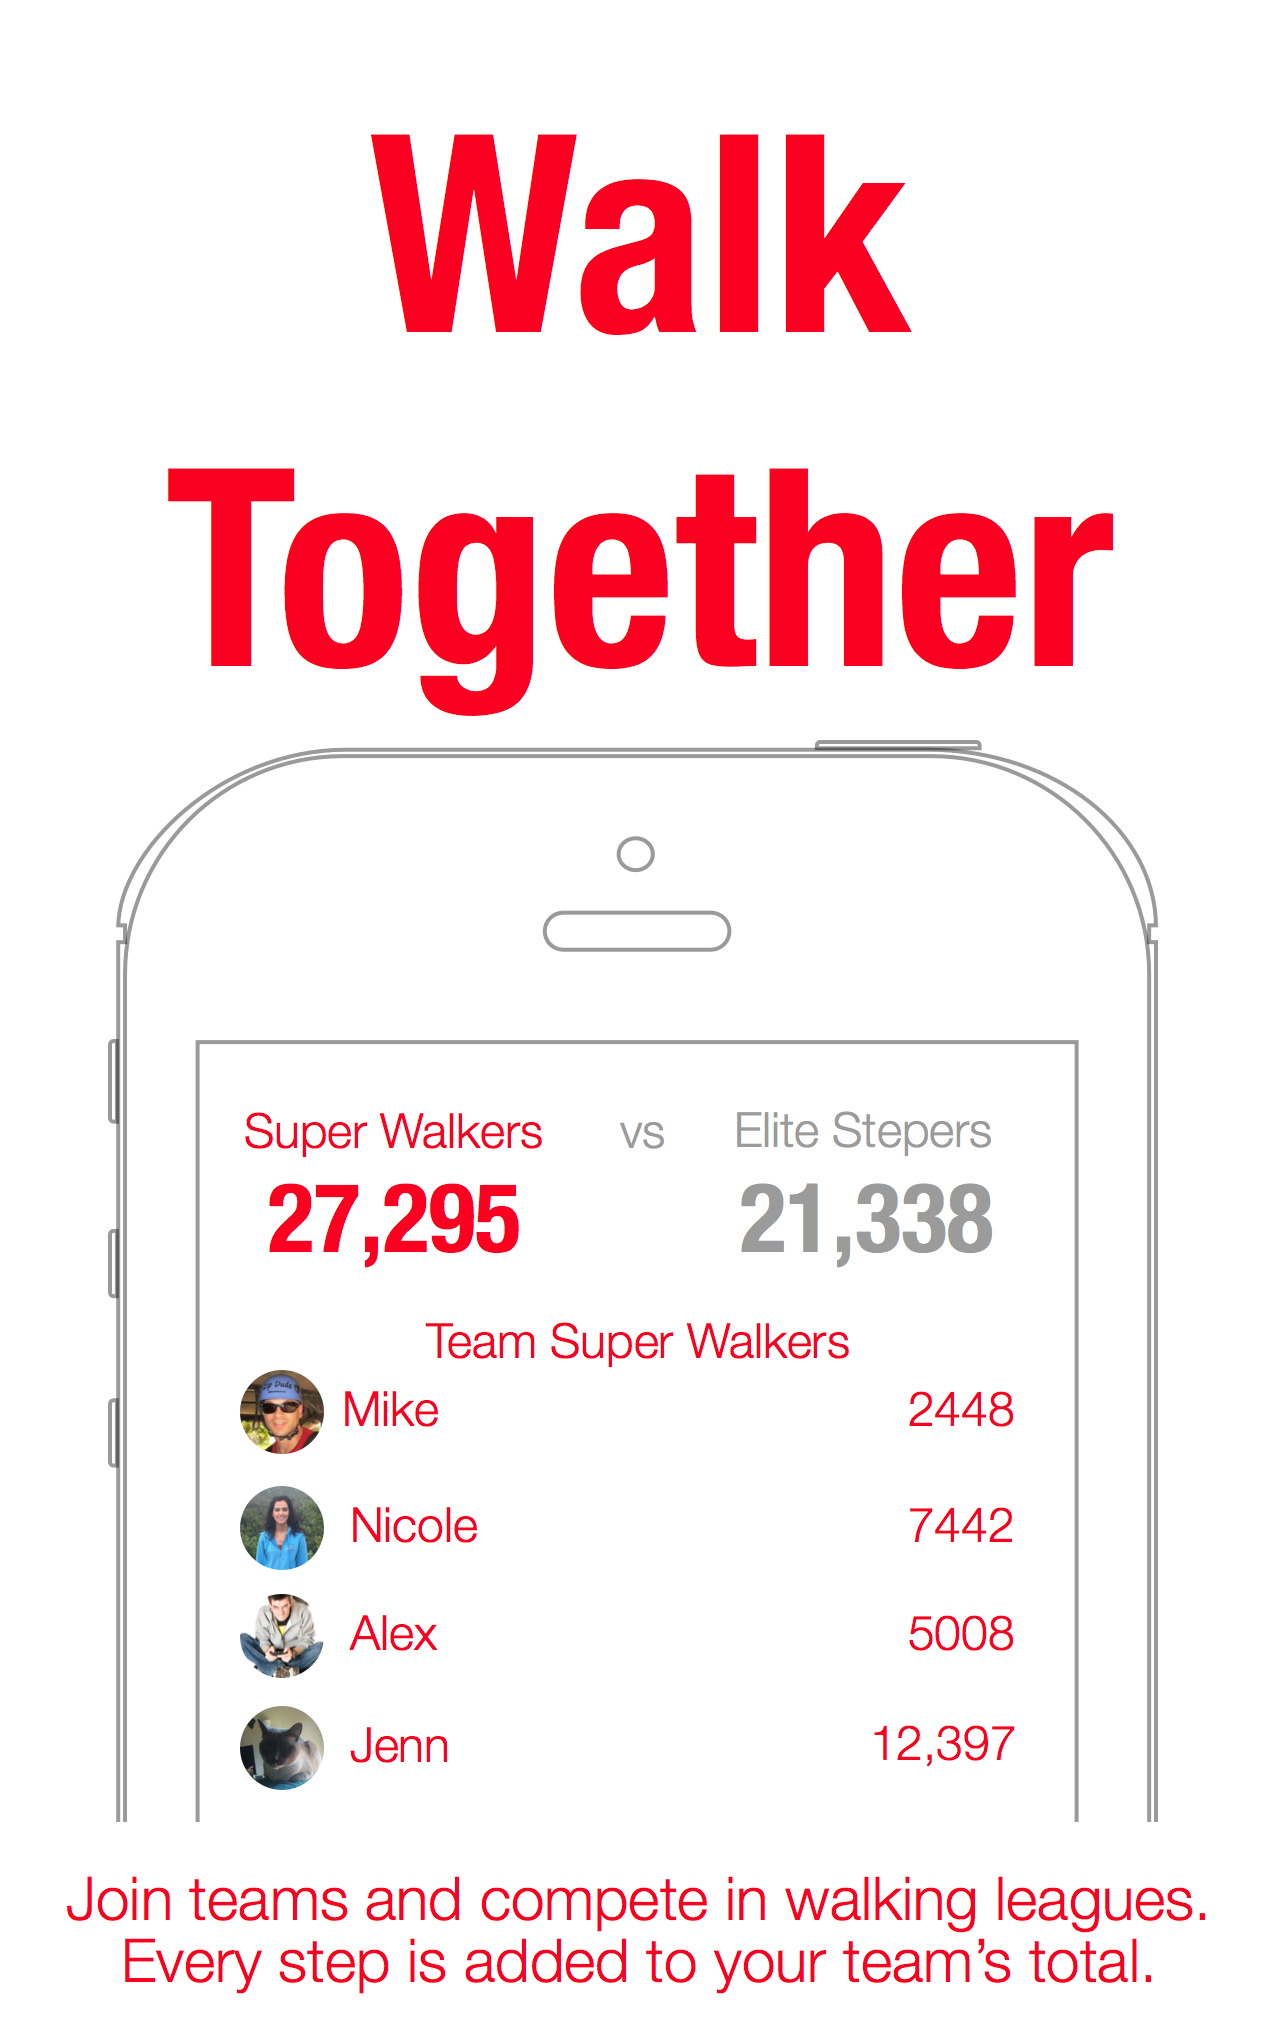 Walk
Together
Super Walkers vs Elite Stepers
27,295 21,338
Team Super Walkers
Mike 2448
Nicole 7442
Alex 5008
Jenn 12,397
Join teams and compete in walking leagues.
Every step is added to your team’s total.